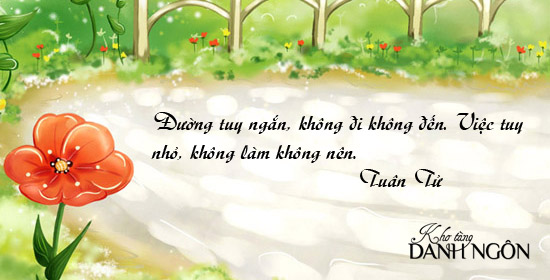 Đường tuy ngắn, không đi không đến. Việc tuy
nhỏ, không làm không nên.
Tuân Tử
Kho tàng
DANH NGÔN